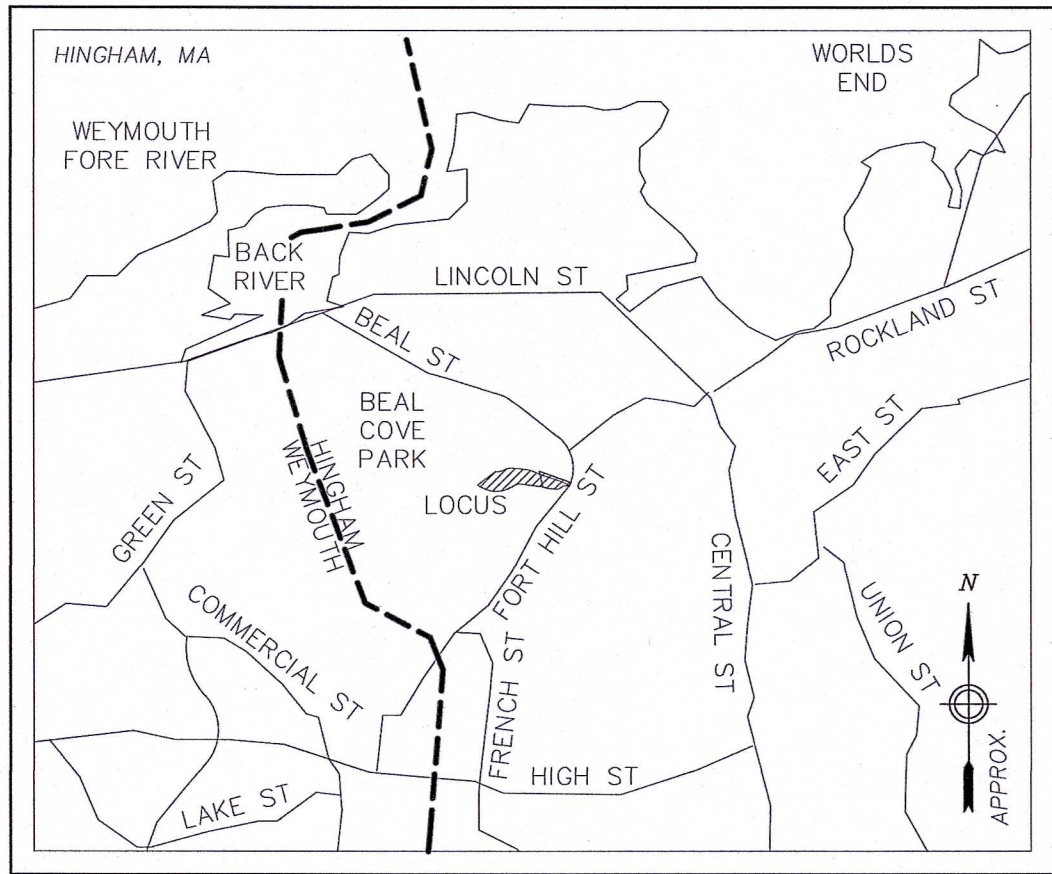 HINGHAM, MA
WORLDS
END
WEYMOUTH
FORE RIVER
BACK
RIVER
LINCOLN ST
ROCKLAND ST
BEAL ST
BEAL
COVE
PARK
EAST ST
HINGHAM
WEYMOUTH
LOCUS
GREEN ST
FORT HILL ST
CENTRAL ST
UNION ST
N
COMMERCIAL ST
FRENCH ST
HIGH ST
LAKE ST
APPROX.